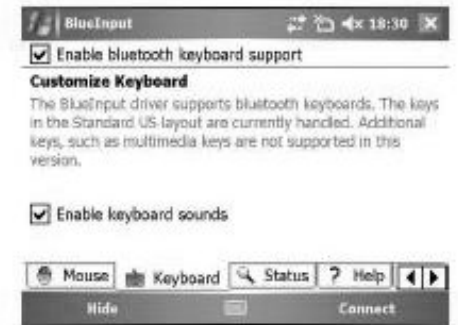 BlueInput 18:30
Enable bluetooth keyboard support
Customize Keyboard
The BlueInput driver supports bluetooth keyboards. The keys
in the Standard US layout are currently handled. Additional
keys, such as multimedia keys are not supported in this
version.
Enable keyboard sounds
Mouse Keyboard Status ? Help
Hide Connect